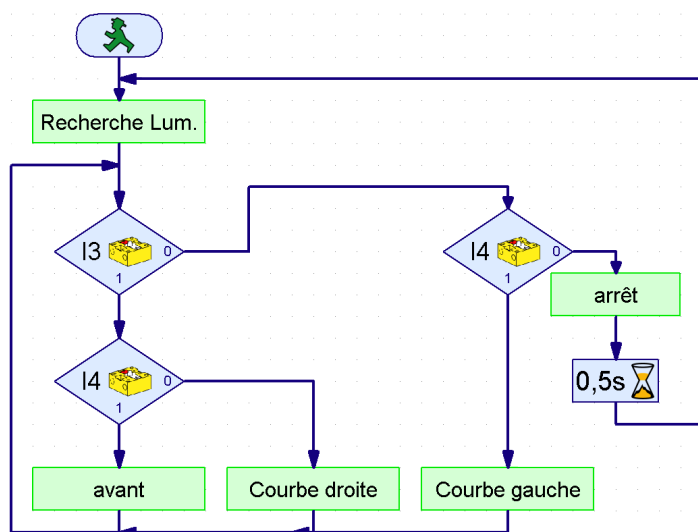 Recherche Lum.
I3
0
1
I4
0
1
arrêt
I4
0
1
0,5s
avant
Courbe droite
Courbe gauche